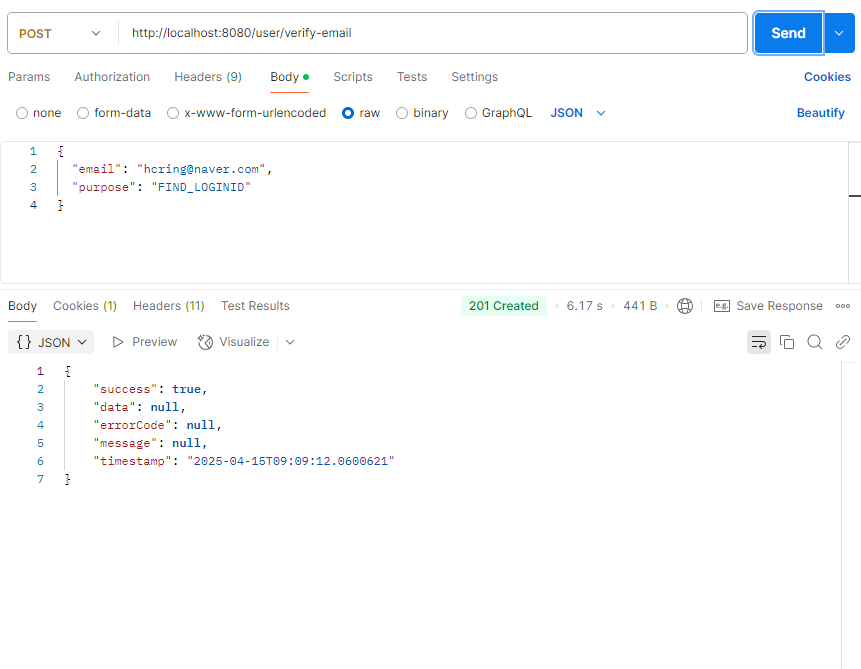 POST http://localhost:8080/user/verify-email Send
Params Authorization Headers (9) Body Scripts Tests Settings Cookies
none form-data x-www-form-urlencoded raw binary GraphQL JSON Beautify
1 {
2 "email": "hcring@naver.com",
3 "purpose": "FIND_LOGINID"
4 }
Body Cookies (1) Headers (11) Test Results 201 Created • 6.17 s • 441 B • e.g. Save Response
{} JSON Preview Visualize
1 {
2 "success": true,
3 "data": null,
4 "errorCode": null,
5 "message": null,
6 "timestamp": "2025-04-15T09:09:12.0600621"
7 }